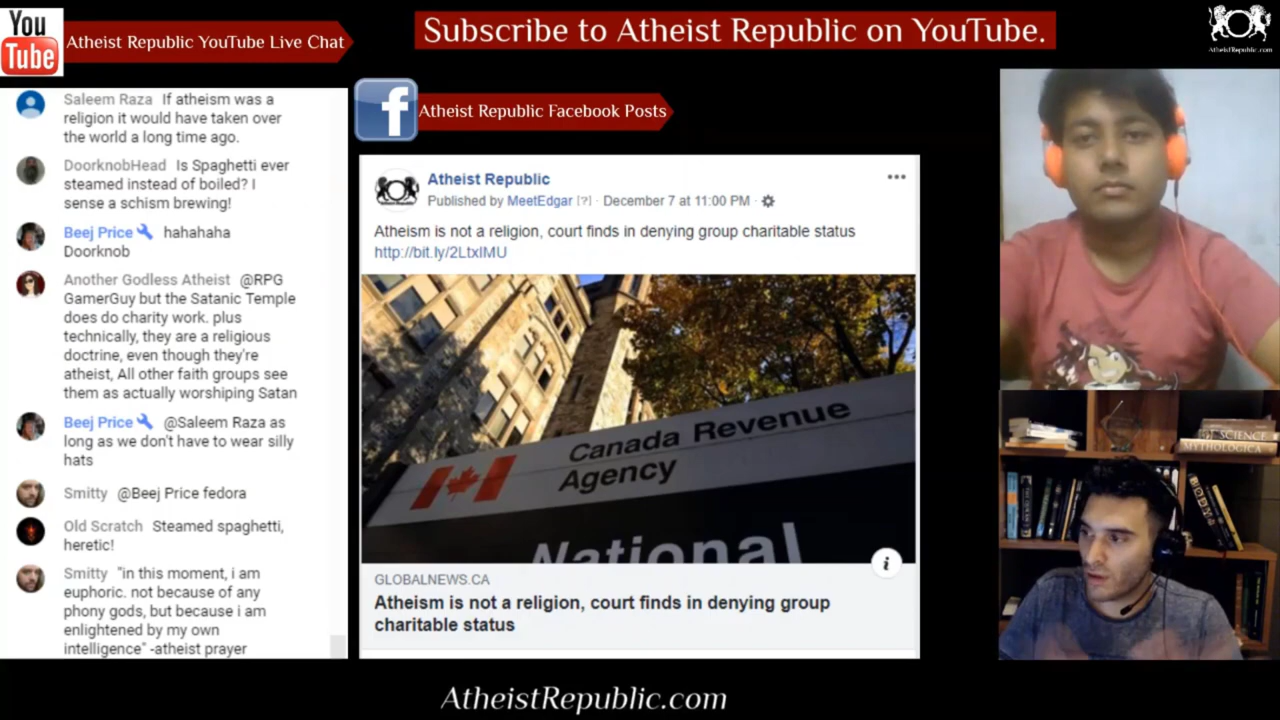 You
Tube
Atheist Republic YouTube Live Chat
Subscribe to Atheist Republic on YouTube.
AtheistRepublic.com
Saleem Raza If atheism was a
religion it would have taken over
the world a long time ago.
DoorknobHead Is Spaghetti ever
steamed instead of boiled? I
sense a schism brewing!
Beej Price hahahaha
Doorknob
Another Godless Atheist @RPG
GamerGuy but the Satanic Temple
does do charity work. plus
technically, they are a religious
doctrine, even though they're
atheist, All other faith groups see
them as actually worshiping Satan
Beej Price @Saleem Raza as
long as we don't have to wear silly
hats
Smitty @Beej Price fedora
Old Scratch Steamed spaghetti,
heretic!
Smitty "in this moment, i am
euphoric. not because of any
phony gods, but because i am
enlightened by my own
intelligence" -atheist prayer
f
Atheist Republic Facebook Posts
Atheist Republic
Published by MeetEdgar [?] · December 7 at 11:00 PM ·
Atheism is not a religion, court finds in denying group charitable status
http://bit.ly/2LtxIMU
Canada Revenue
Agency
National
i
GLOBALNEWS.CA
Atheism is not a religion, court finds in denying group
charitable status
SCIENCE
MYTHOLOGICA
AtheistRepublic.com